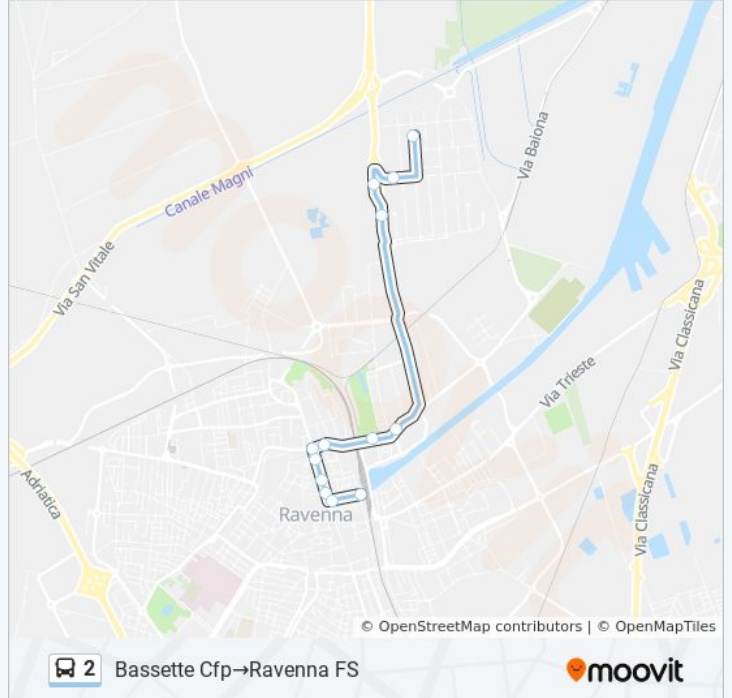 Via Baiona
Canale Magni
Via San Vitale
Via Classicana
Via Trieste
Adriatica
Via Classicana
Ravenna
© OpenStreetMap contributors | © OpenMapTiles
2 Bassette Cfp→Ravenna FS
moovit